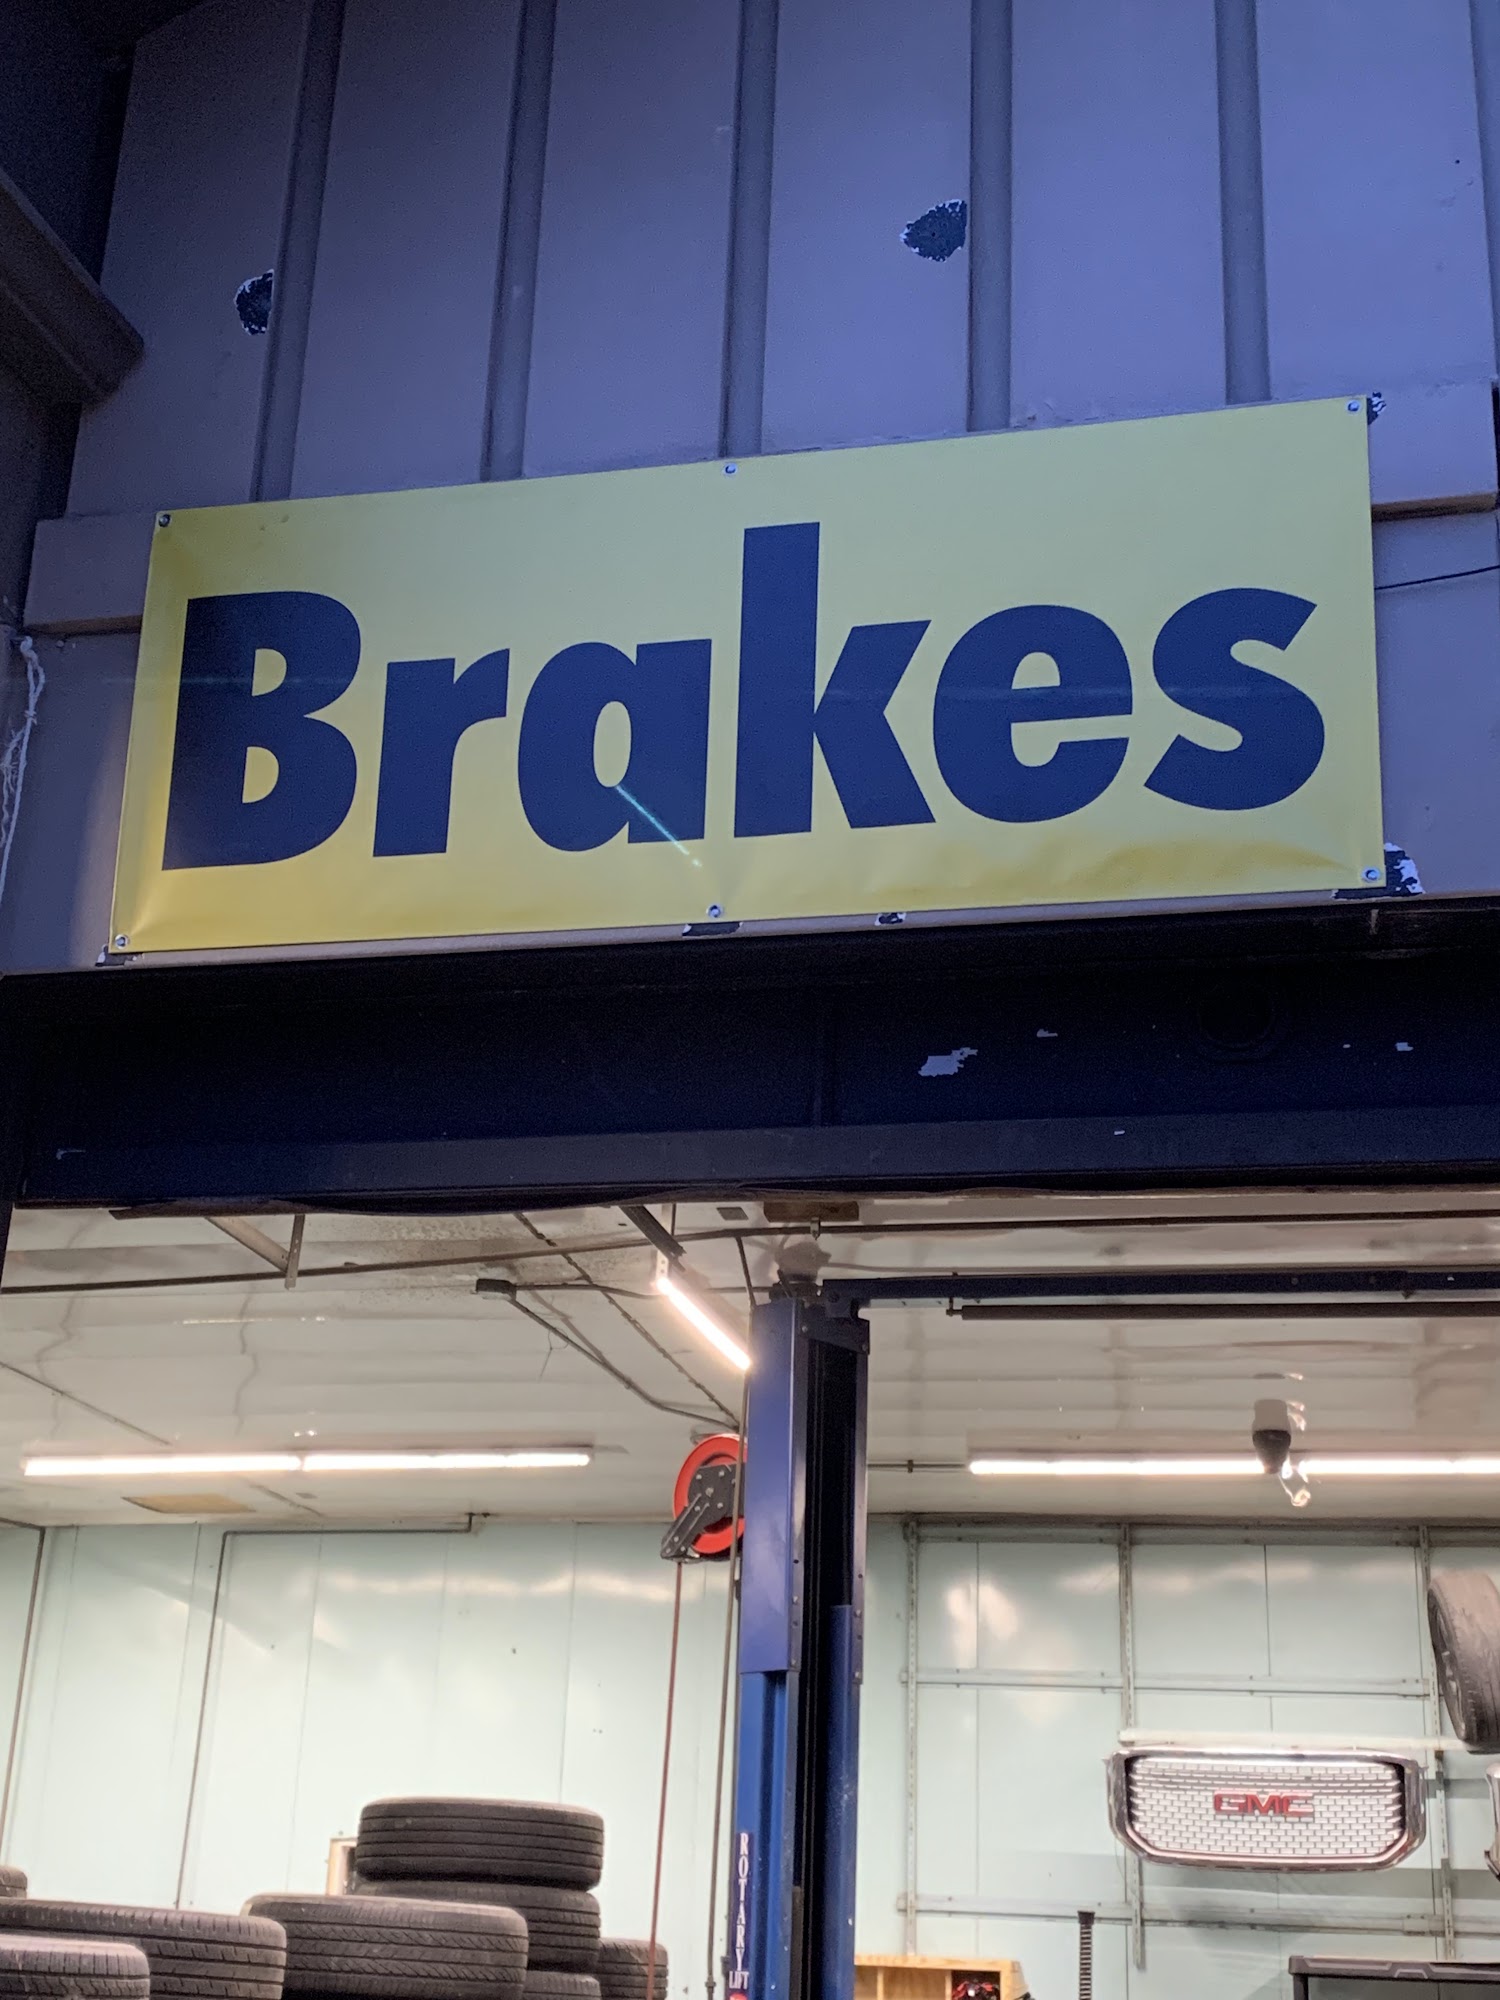 Brakes
GMC
ROTARY
LIFT